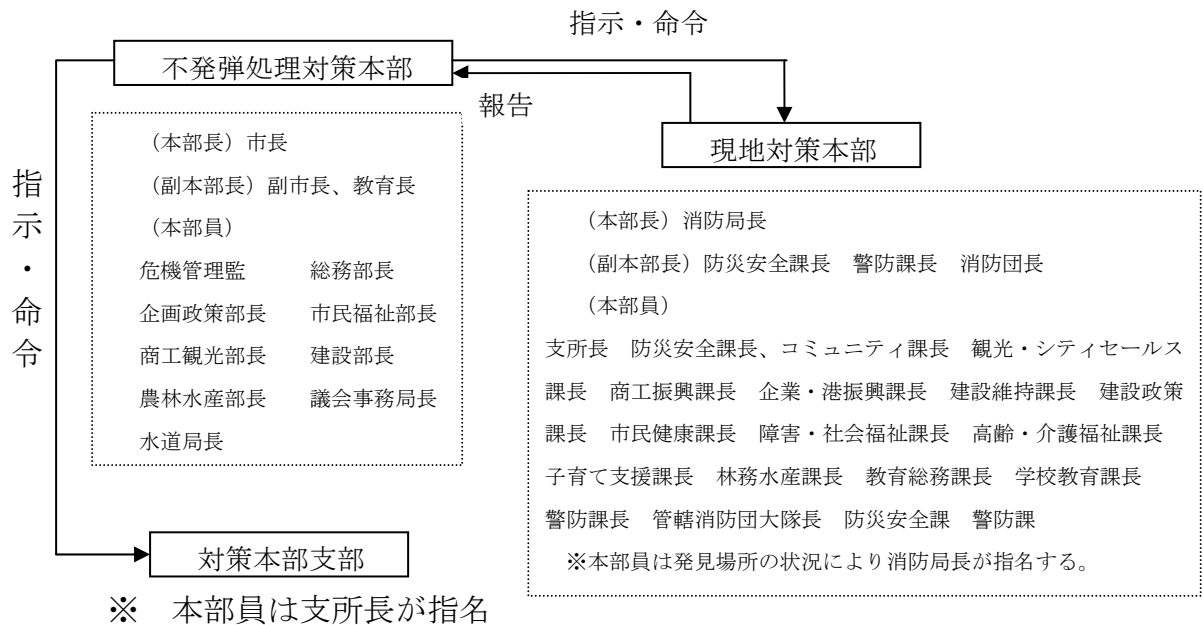 指示・命令
不発弾処理対策本部
報告
現地対策本部
指示・命令
（本部長）市長
（副本部長）副市長、教育長
（本部員）
危機管理監　　総務部長
企画政策部長　　市民福祉部長
商工観光部長　　建設部長
農林水産部長　　議会事務局長
水道局長
（本部長）消防局長
（副本部長）防災安全課長　警防課長　消防団長
（本部員）
支所長　防災安全課長、コミュニティ課長　観光・シティセールス
課長　商工振興課長　企業・港振興課長　建設維持課長　建設政策
課長　市民健康課長　障害・社会福祉課長　高齢・介護福祉課長
子育て支援課長　林務水産課長　教育総務課長　学校教育課長
警防課長　管轄消防団大隊長　防災安全課　警防課
※本部員は発見場所の状況により消防局長が指名する。
対策本部支部
※　本部員は支所長が指名